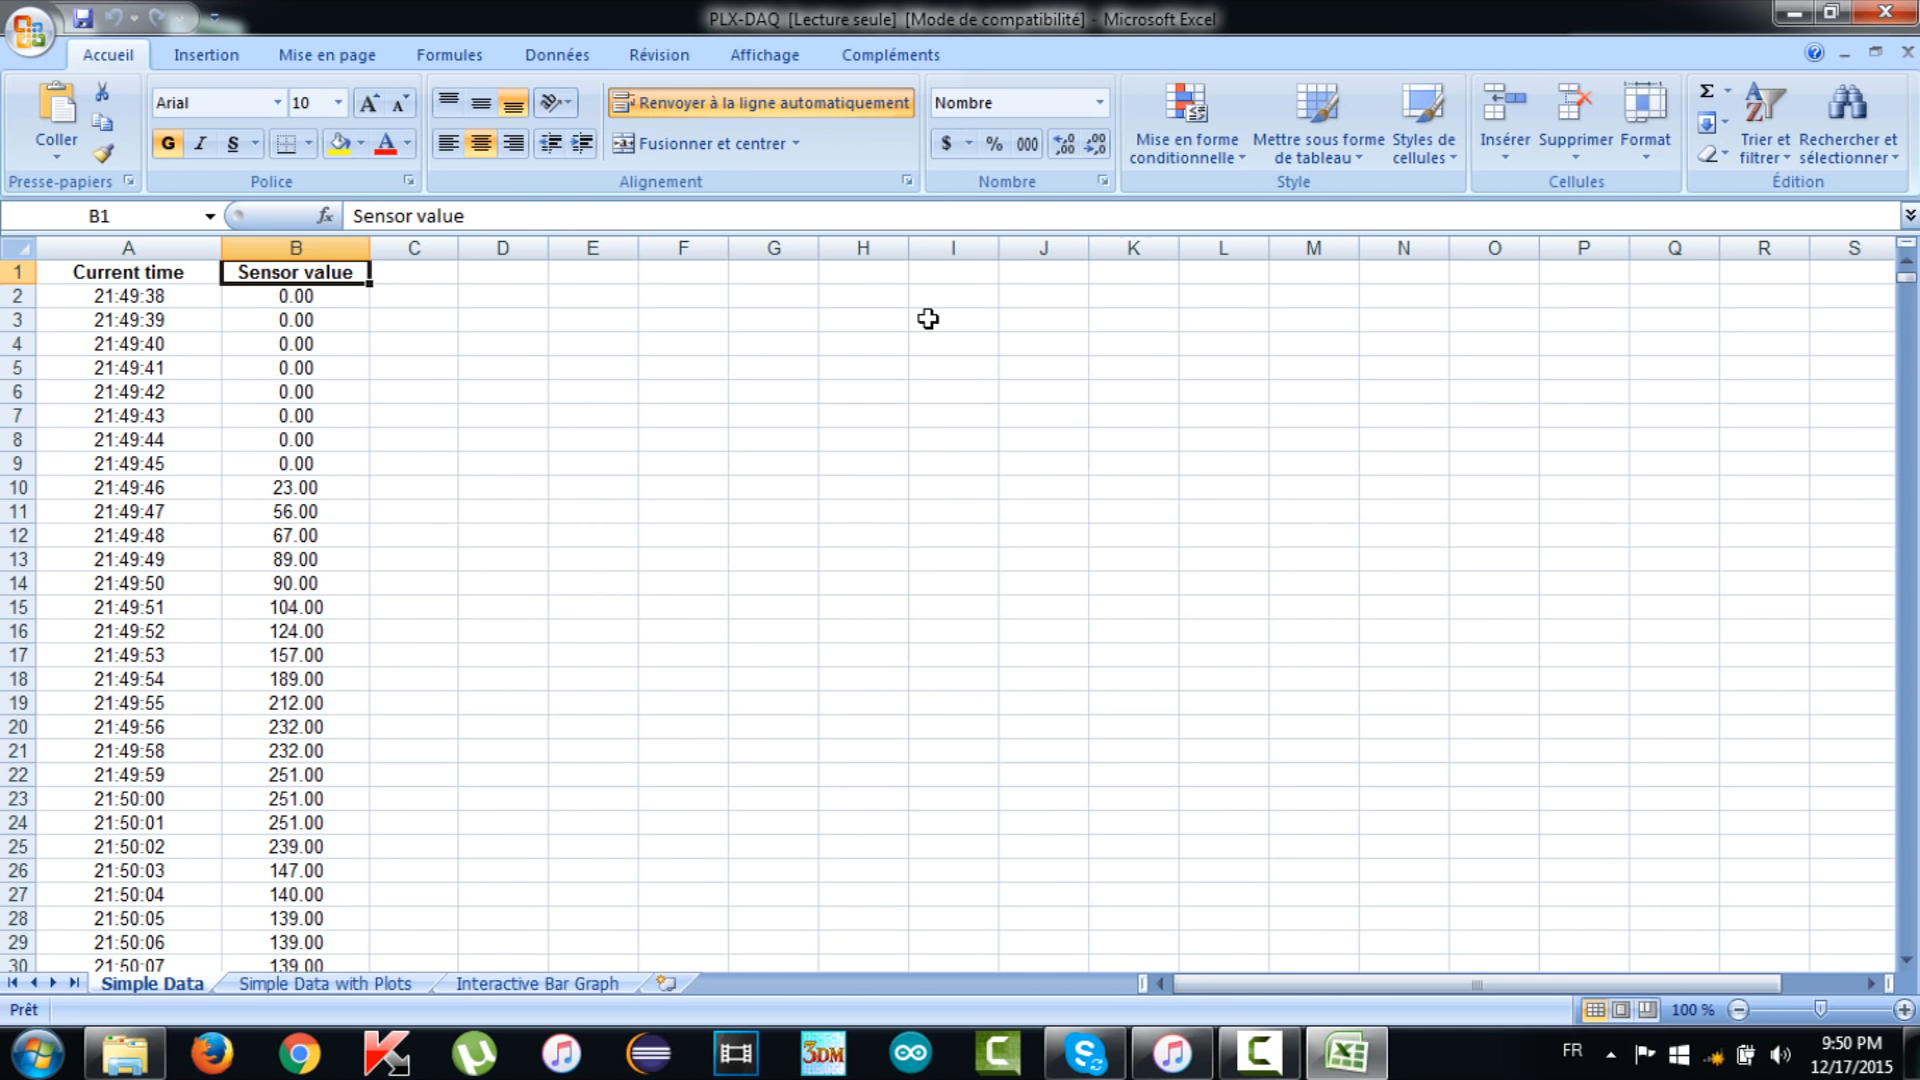 PLX-DAQ [Lecture seule] [Mode de compatibilité] - Microsoft Excel
Accueil Insertion Mise en page Formules Données Révision Affichage Compléments
Coller
Presse-papiers
Arial 10
G I S
Police
Renvoyer à la ligne automatiquement
Fusionner et centrer
Alignement
Nombre
$ % 000 ,0 ,00 ,00 ,0
Nombre
Mise en forme conditionnelle
Mettre sous forme de tableau
Styles de cellules
Style
Insérer Supprimer Format
Cellules
Σ
Trier et filtrer
Rechercher et sélectionner
Édition
B1 fx Sensor value
A B C D E F G H I J K L M N O P Q R S
1 Current time Sensor value
2 21:49:38 0.00
3 21:49:39 0.00
4 21:49:40 0.00
5 21:49:41 0.00
6 21:49:42 0.00
7 21:49:43 0.00
8 21:49:44 0.00
9 21:49:45 0.00
10 21:49:46 23.00
11 21:49:47 56.00
12 21:49:48 67.00
13 21:49:49 89.00
14 21:49:50 90.00
15 21:49:51 104.00
16 21:49:52 124.00
17 21:49:53 157.00
18 21:49:54 189.00
19 21:49:55 212.00
20 21:49:56 232.00
21 21:49:58 232.00
22 21:49:59 251.00
23 21:50:00 251.00
24 21:50:01 251.00
25 21:50:02 239.00
26 21:50:03 147.00
27 21:50:04 140.00
28 21:50:05 139.00
29 21:50:06 139.00
30 21:50:07 139.00
Simple Data Simple Data with Plots Interactive Bar Graph
Prêt 100 %
3DM
FR
9:50 PM
12/17/2015